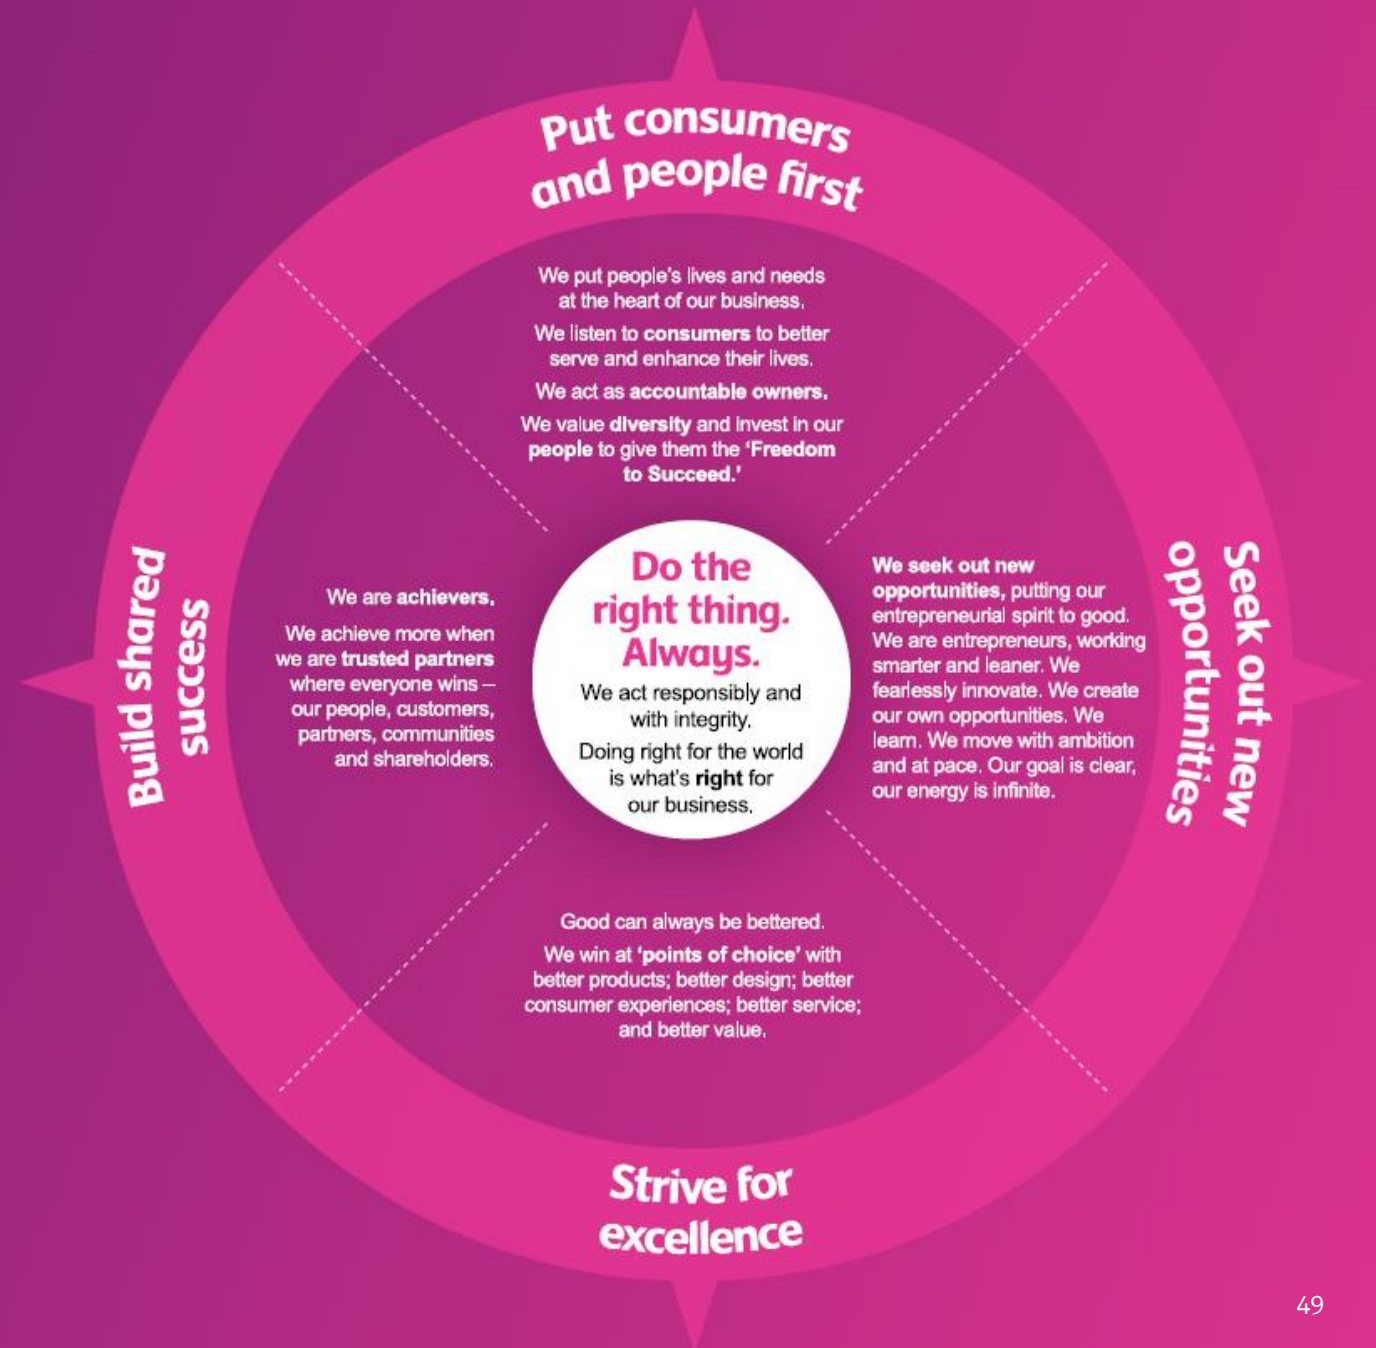 Put consumers
and people first
We put people's lives and needs
at the heart of our business.
We listen to consumers to better
serve and enhance their lives.
We act as accountable owners.
We value diversity and invest in our
people to give them the ‘Freedom
to Succeed.’
Build shared
success
We are achievers.
We achieve more when
we are trusted partners
where everyone wins –
our people, customers,
partners, communities
and shareholders.
Do the
right thing.
Always.
We act responsibly and
with integrity.
Doing right for the world
is what's right for
our business.
We seek out new
opportunities, putting our
entrepreneurial spirit to good.
We are entrepreneurs, working
smarter and leaner. We
fearlessly innovate. We create
our own opportunities. We
learn. We move with ambition
and at pace. Our goal is clear,
our energy is infinite.
Seek out new
opportunities
Good can always be bettered.
We win at ‘points of choice’ with
better products; better design; better
consumer experiences; better service;
and better value.
Strive for
excellence
49